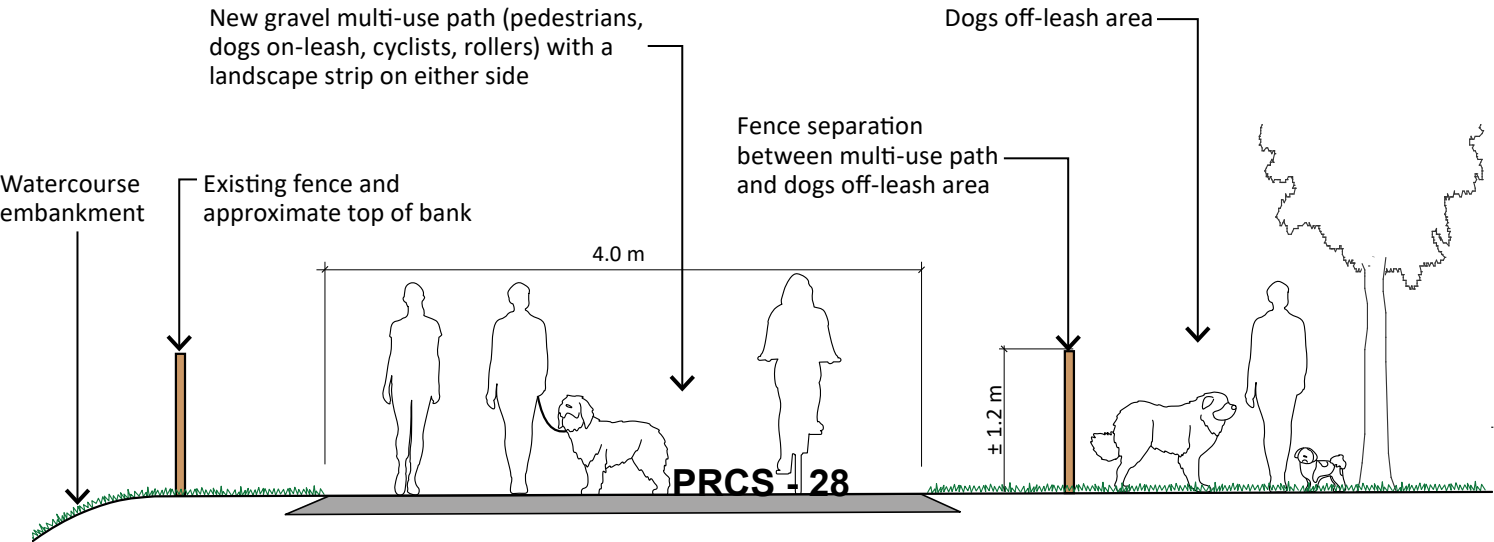 New gravel multi-use path (pedestrians,
dogs on-leash, cyclists, rollers) with a
landscape strip on either side
Dogs off-leash area
Fence separation
between multi-use path
and dogs off-leash area
Watercourse
embankment
Existing fence and
approximate top of bank
4.0 m
± 1.2 m
PRCS - 28